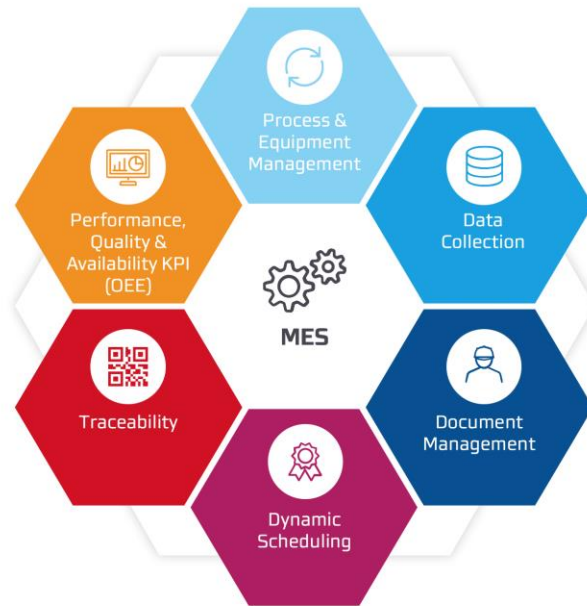 Process &
Equipment
Management
Performance,
Quality &
Availability KPI
(OEE)
Data
Collection
MES
Traceability
Document
Management
Dynamic
Scheduling